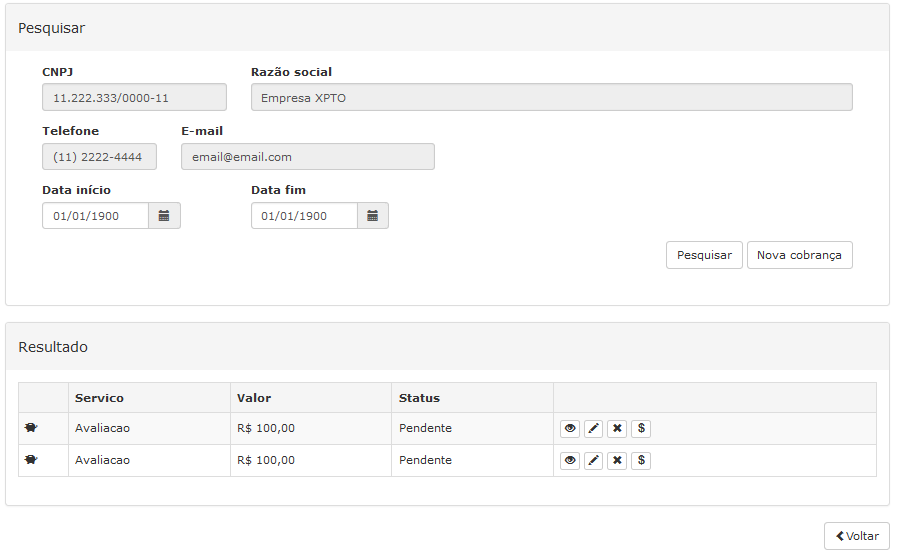 Pesquisar
CNPJ Razão social
11.222.333/0000-11 Empresa XPTO
Telefone E-mail
(11) 2222-4444 email@email.com
Data início Data fim
01/01/1900 01/01/1900
Pesquisar Nova cobrança
Resultado
Servico Valor Status
Avaliacao R$ 100,00 Pendente $
Avaliacao R$ 100,00 Pendente $
Voltar